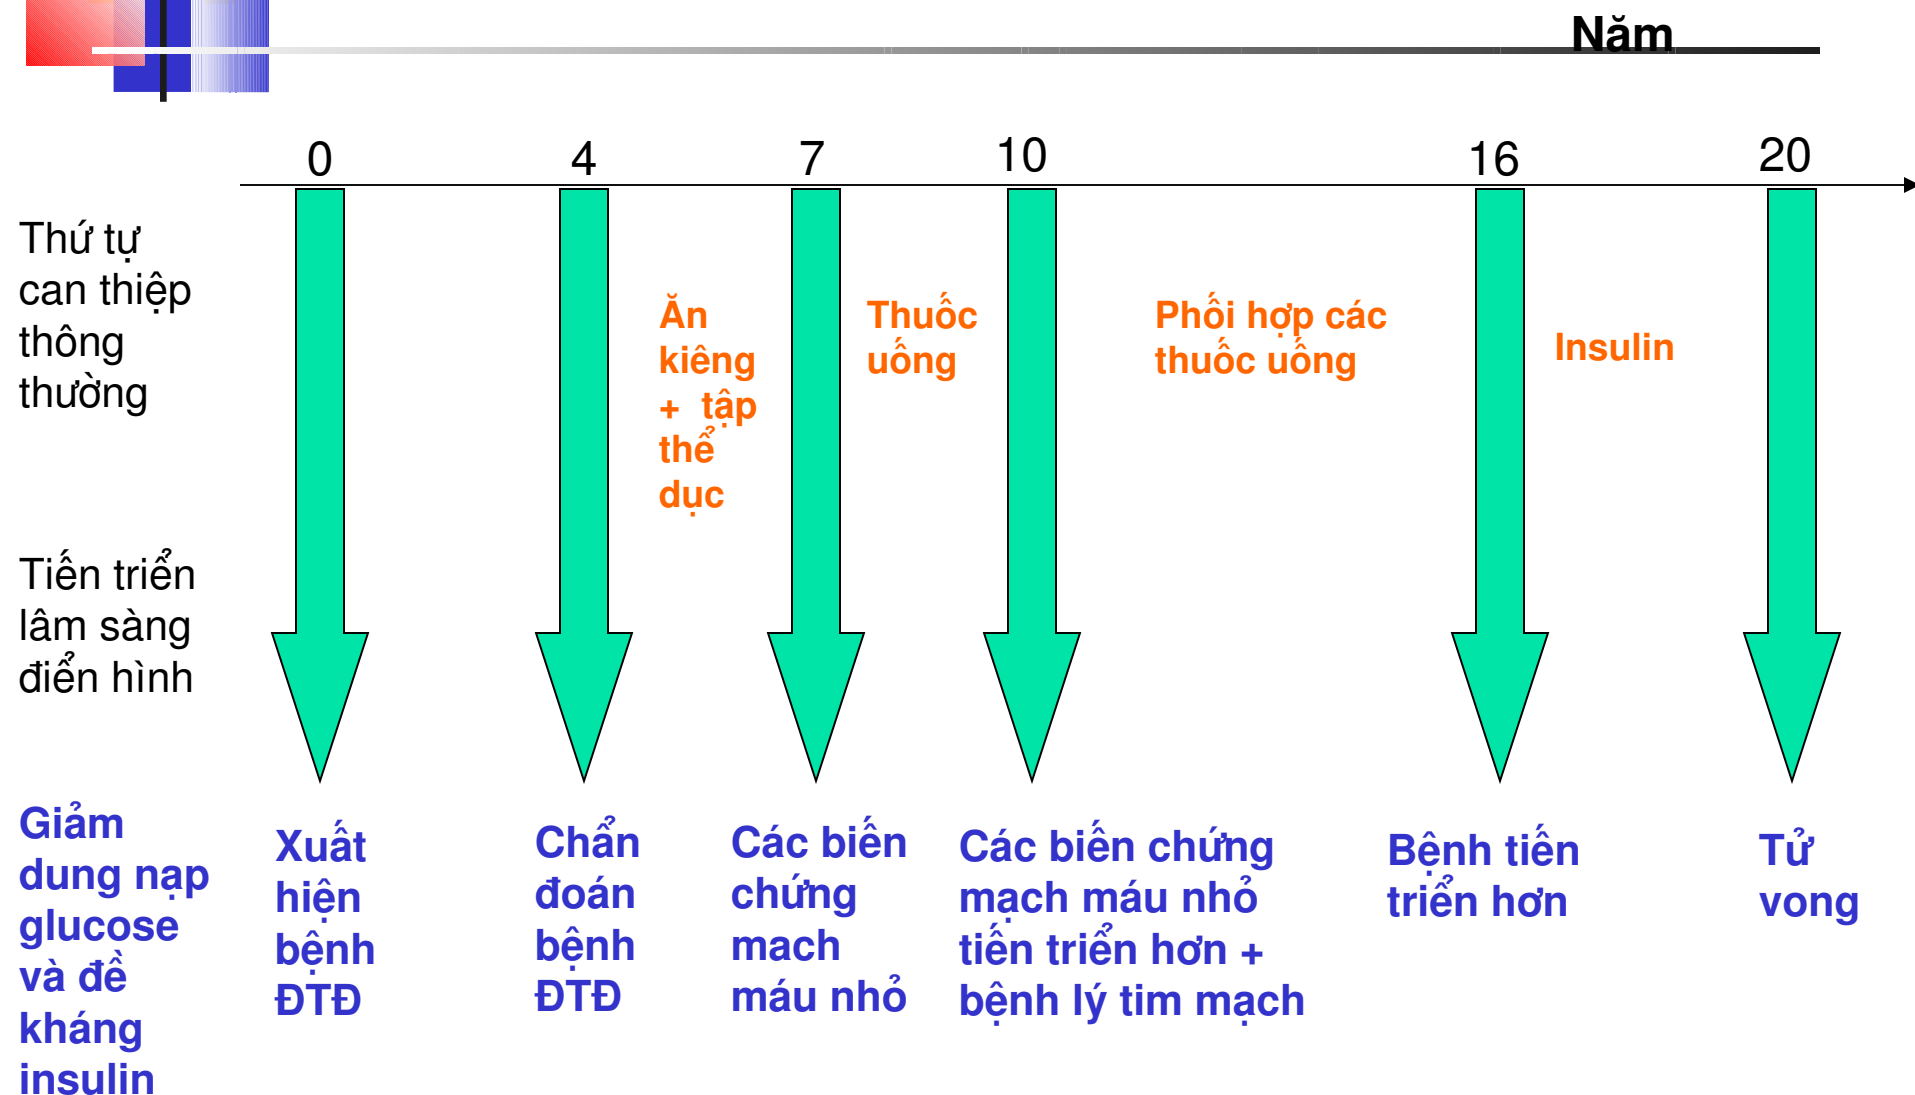 Năm
0
4
7
10
16
20
Thứ tự
can thiệp
thông
thường
Ăn
kiêng
+ tập
thể
dục
Thuốc
uống
Phối hợp các
thuốc uống
Insulin
Tiến triển
lâm sàng
điển hình
Giảm
dung nạp
glucose
và đề
kháng
insulin
Xuất
hiện
bệnh
ĐTĐ
Chẩn
đoán
bệnh
ĐTĐ
Các biến
chứng
mach
máu nhỏ
Các biến chứng
mạch máu nhỏ
tiến triển hơn +
bệnh lý tim mạch
Bệnh tiến
triển hơn
Tử
vong